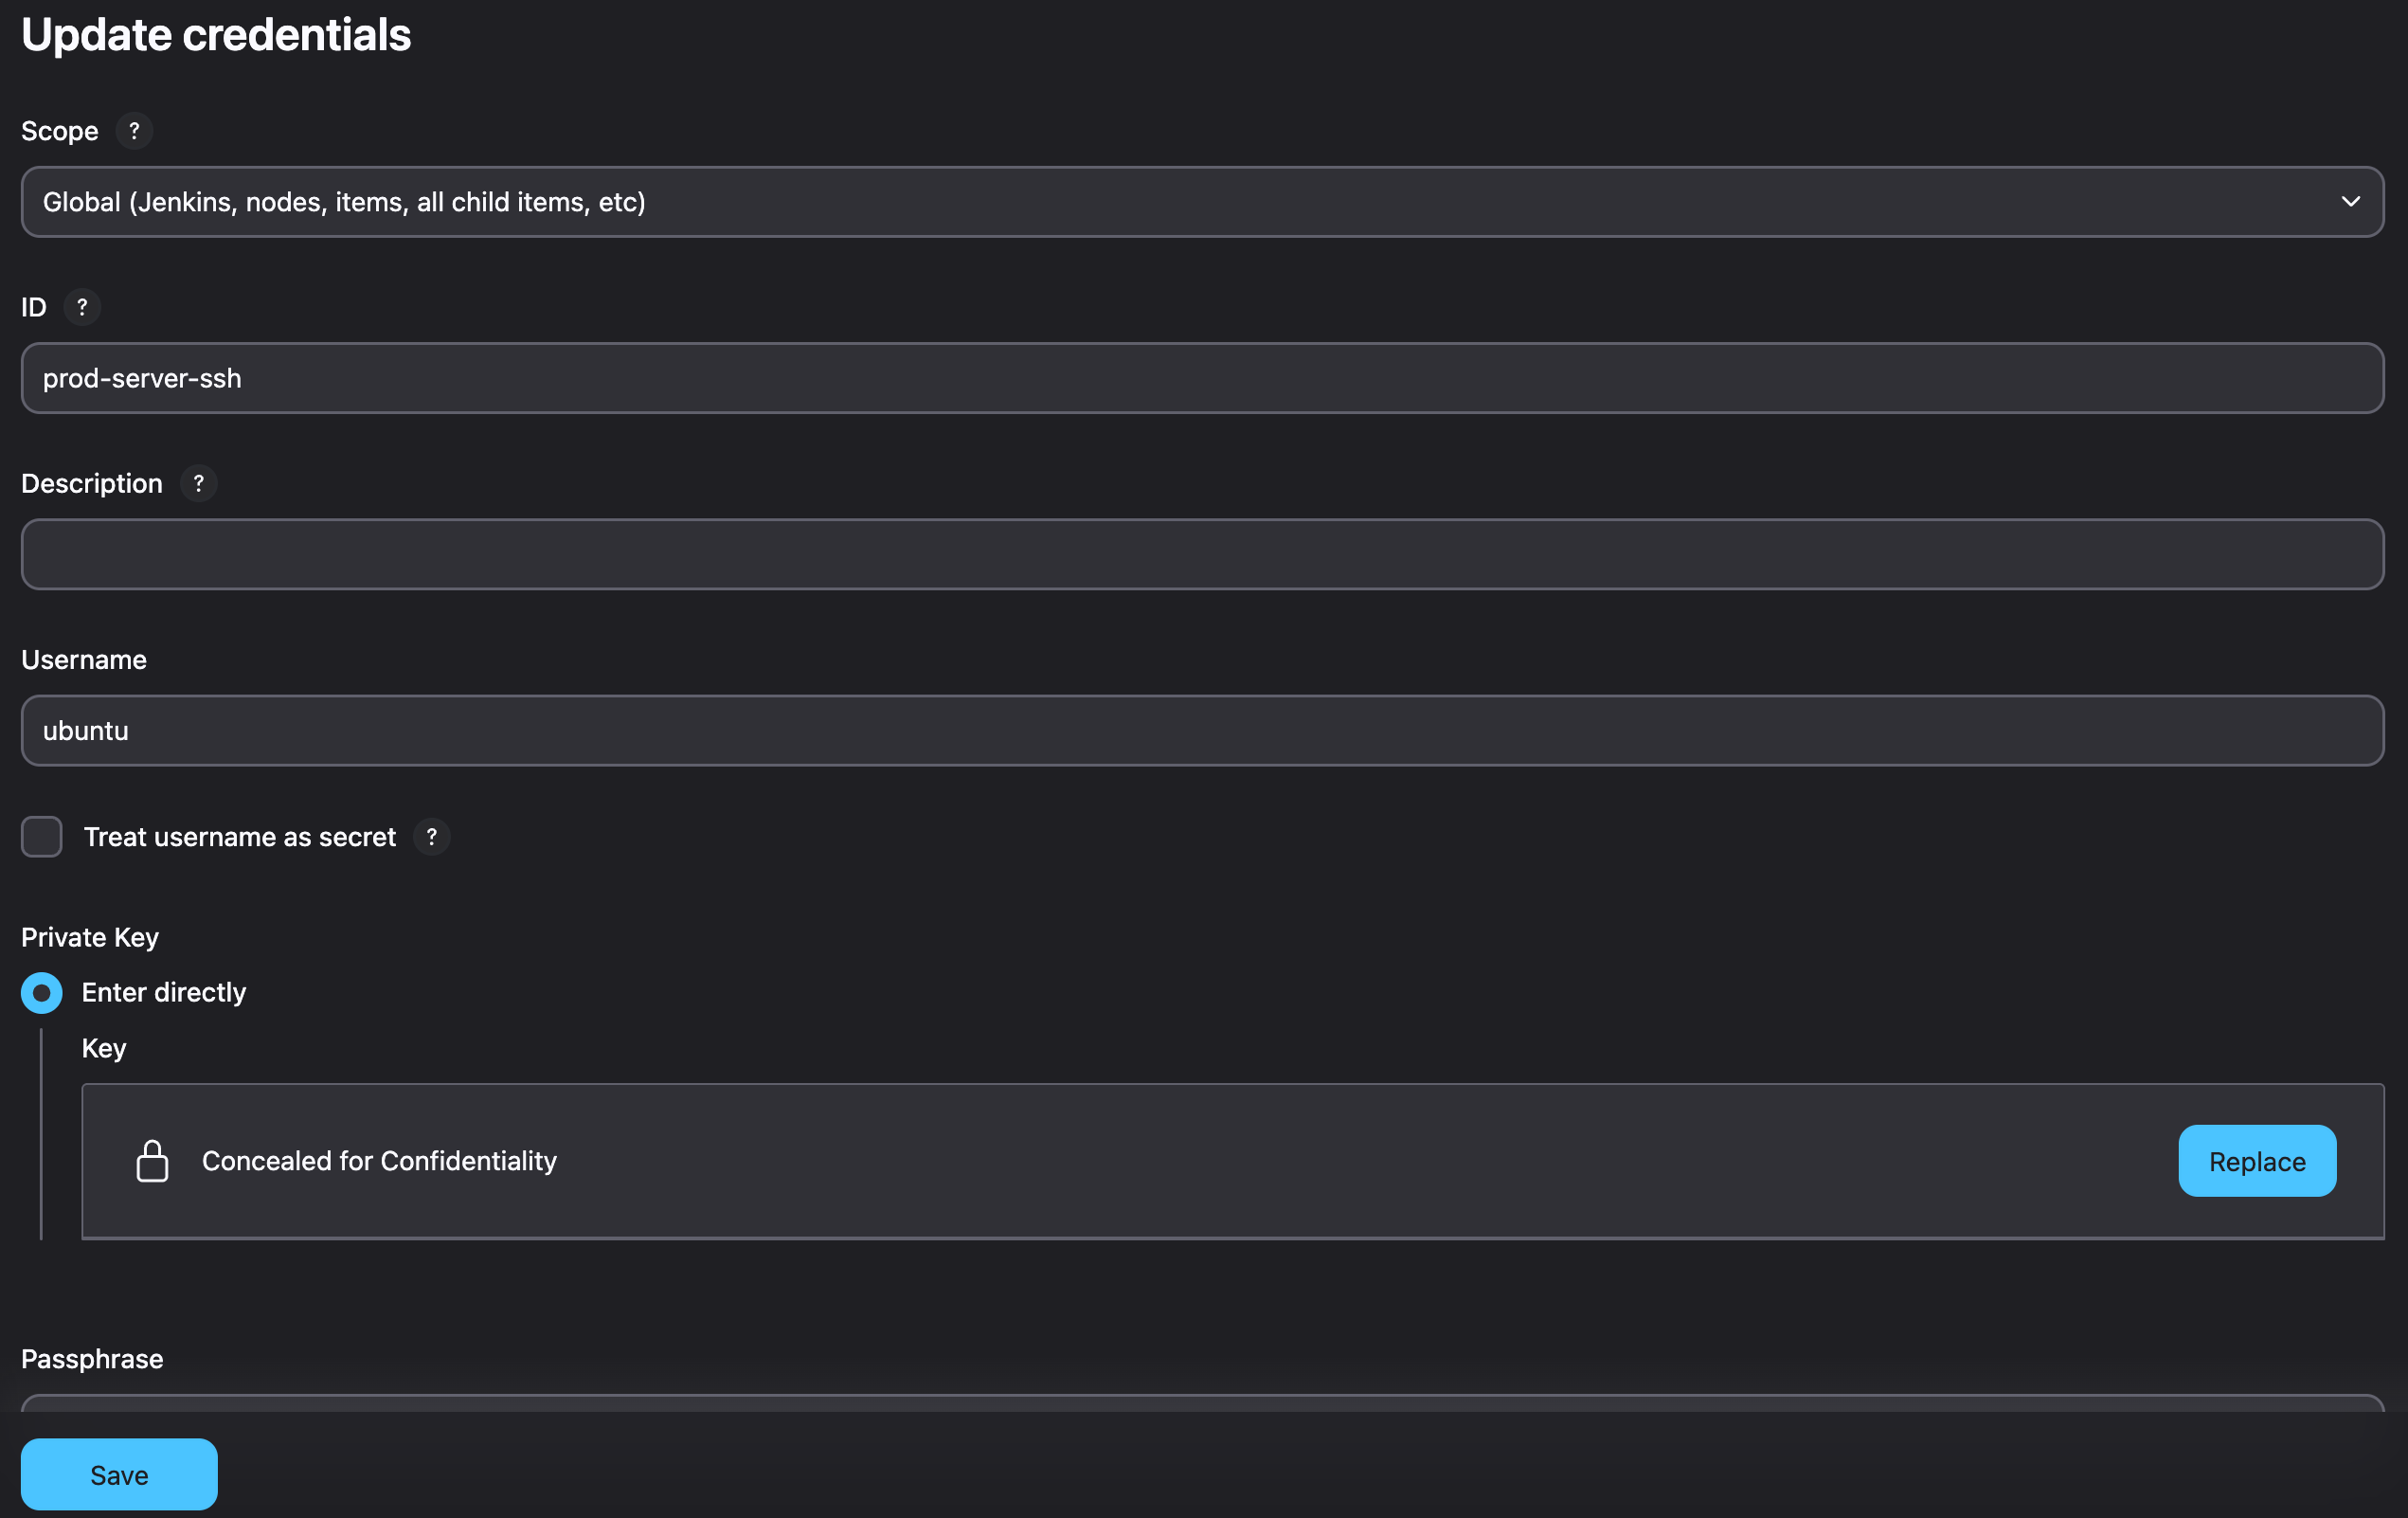 Update credentials
Scope ?
Global (Jenkins, nodes, items, all child items, etc)
ID ?
prod-server-ssh
Description ?
Username
ubuntu
Treat username as secret ?
Private Key
Enter directly
Key
Concealed for Confidentiality
Replace
Passphrase
Save